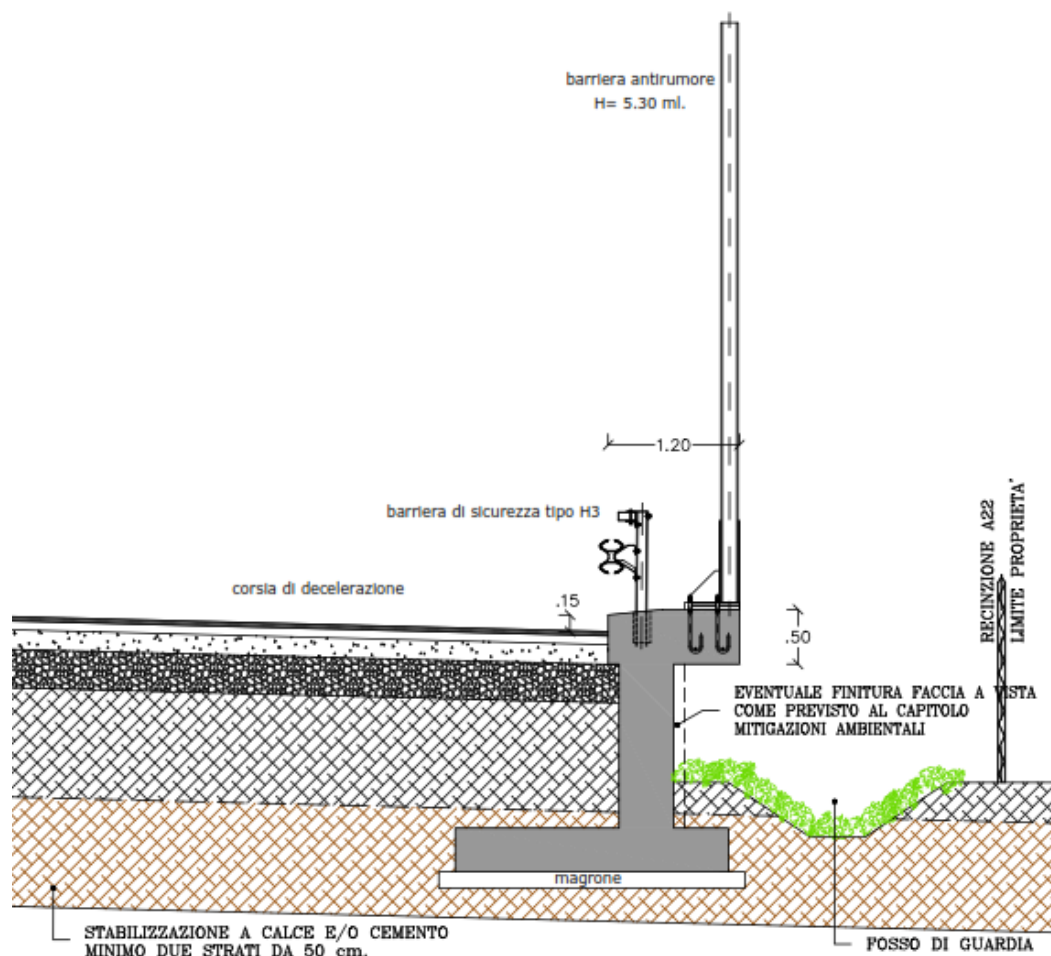 barriera antirumore
H= 5.30 ml.
1.20
barriera di sicurezza tipo H3
corsia di decelerazione
.15
.50
RECINZIONE A22
LIMITE PROPRIETA'
EVENTUALE FINITURA FACCIA A VISTA
COME PREVISTO AL CAPITOLO
MITIGAZIONI AMBIENTALI
magrone
STABILIZZAZIONE A CALCE E/O CEMENTO
MINIMO DUE STRATI DA 50 cm.
FOSSO DI GUARDIA